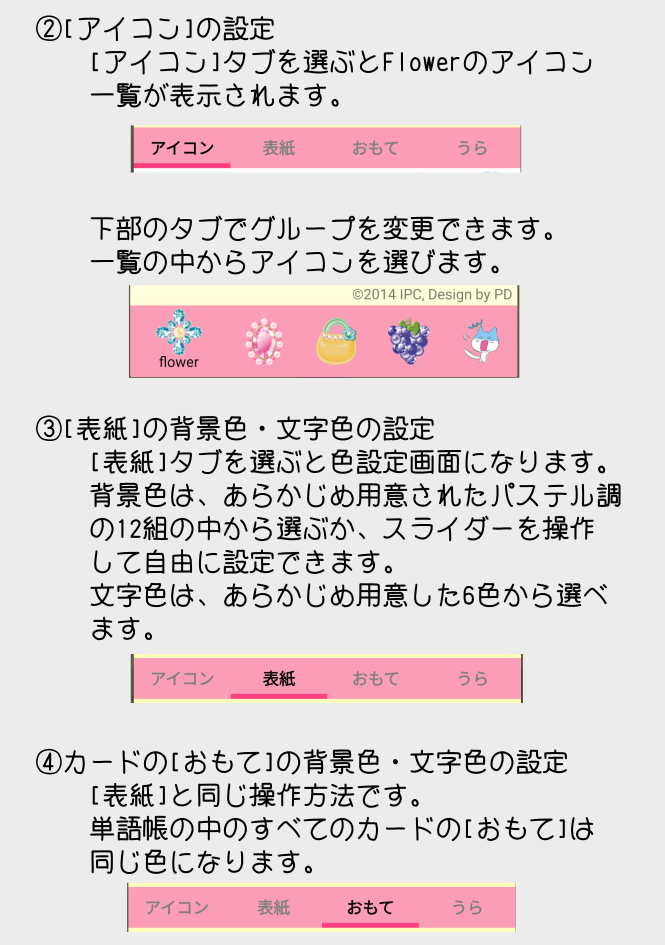 ②[アイコン]の設定
[アイコン]タブを選ぶとFlowerのアイコン
一覧が表示されます。
アイコン 表紙 おもて うら
下部のタブでグループを変更できます。
一覧の中からアイコンを選びます。
©2014 IPC, Design by PD
flower
③[表紙]の背景色・文字色の設定
[表紙]タブを選ぶと色設定画面になります。
背景色は、あらかじめ用意されたパステル調
の12組の中から選ぶか、スライダーを操作
して自由に設定できます。
文字色は、あらかじめ用意した6色から選べ
ます。
アイコン 表紙 おもて うら
④カードの[おもて]の背景色・文字色の設定
[表紙]と同じ操作方法です。
単語帳の中のすべてのカードの[おもて]は
同じ色になります。
アイコン 表紙 おもて うら